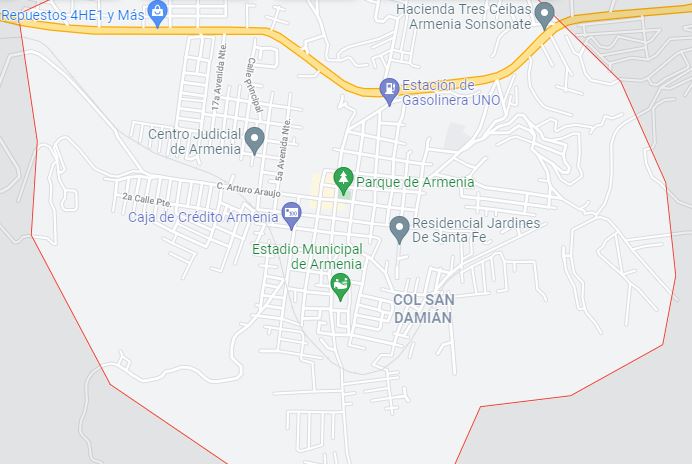 Repuestos 4HE1 y Más
Hacienda Tres Ceibas
Armenia Sonsonate
17a Avenida Nte.
Calle Principal
5a Avenida Nte.
Estación de
Gasolinera UNO
Centro Judicial
de Armenia
Parque de Armenia
C. Arturo Araujo
2a Calle Pte.
Caja de Crédito Armenia
Residencial Jardines
De Santa Fe
Estadio Municipal
de Armenia
COL SAN
DAMIÁN